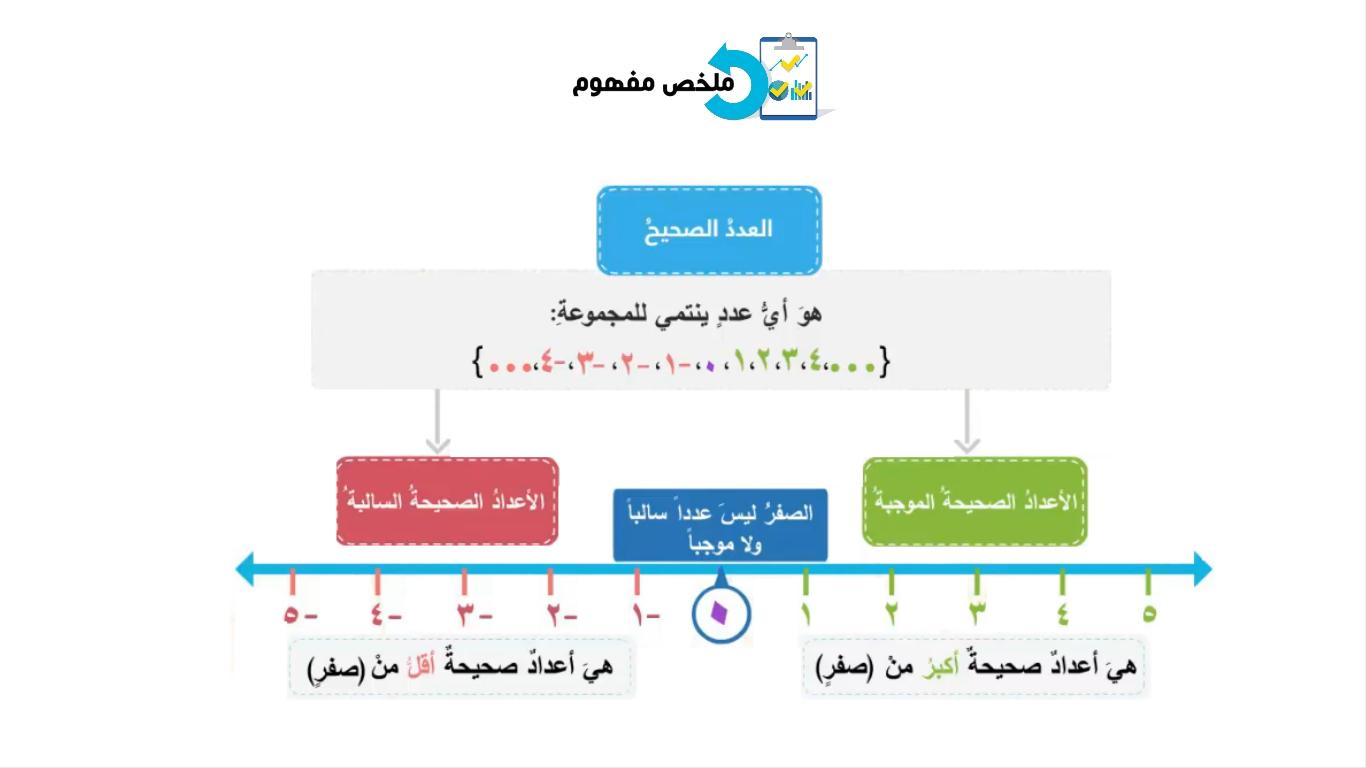 ملخص مفهوم
العددُ الصحيحُ
هوَ أيُّ عددٍ ينتمي للمجموعةِ:
{...،٤،٣،٢،١،٠،-١،-٢،-٣،-٤،...}
الأعدادُ الصحيحةُ الموجبةُ
الصفرُ ليسَ عدداً سالباً
ولا موجباً
الأعدادُ الصحيحةُ السالبةُ
-٥ -٤ -٣ -٢ -١ ٠ ١ ٢ ٣ ٤ ٥
هيَ أعدادٌ صحيحةٌ أكبرُ منْ (صفرٍ)
هيَ أعدادٌ صحيحةٌ أقلُّ منْ (صفرٍ)